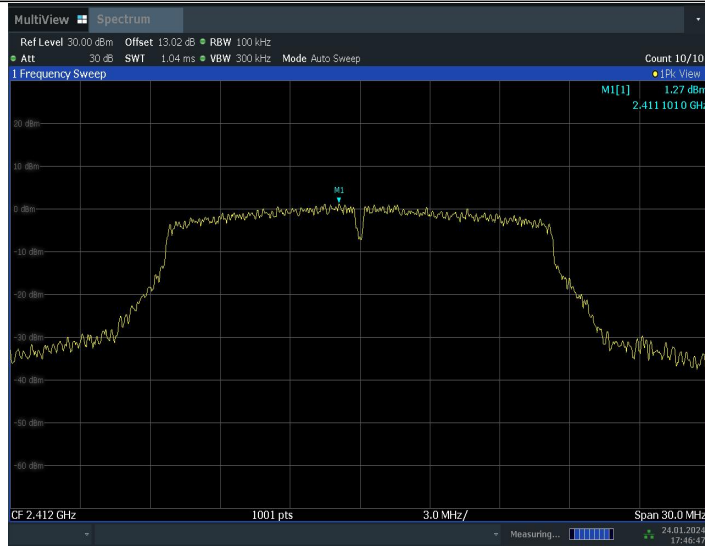 MultiView Spectrum
Ref Level 30.00 dBm Offset 13.02 dB RBW 100 kHz
Att 30 dB SWT 1.04 ms VBW 300 kHz Mode Auto Sweep Count 10/10
1 Frequency Sweep 1Pk View
M1[1] 1.27 dBm
2.411 101 0 GHz
20 dBm
10 dBm
M1
0 dBm
-10 dBm
-20 dBm
-30 dBm
-40 dBm
-50 dBm
-60 dBm
CF 2.412 GHz 1001 pts 3.0 MHz/ Span 30.0 MHz
Measuring... 24.01.2024
17:46:47